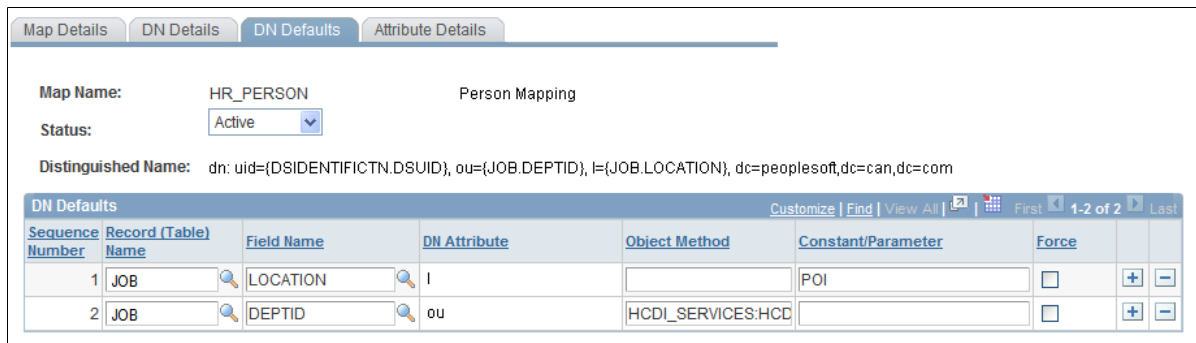 Map Details DN Details DN Defaults Attribute Details
Map Name: HR_PERSON Person Mapping
Status: Active
Distinguished Name: dn: uid={DSIDENTIFICTN.DSUID}, ou={JOB.DEPTID}, l={JOB.LOCATION}, dc=peoplesoft,dc=can,dc=com
DN Defaults Customize | Find | View All | | First 1-2 of 2 Last
Sequence Number Record (Table) Name Field Name DN Attribute Object Method Constant/Parameter Force
1 JOB LOCATION l POI
2 JOB DEPTID ou HCDI_SERVICES:HCD